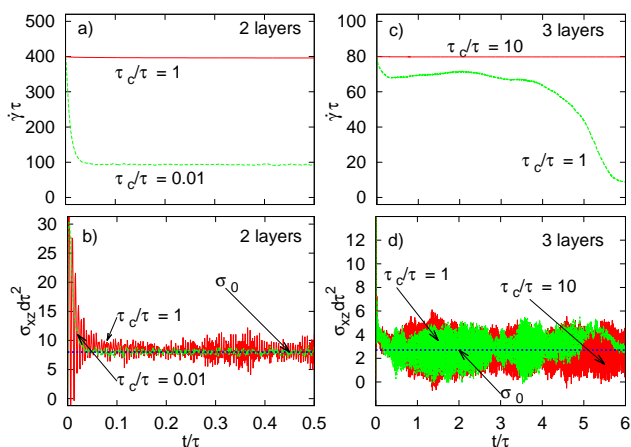 a) 2 layers
500
400
300
200
100
0
γ̇ τ
τ_c/τ = 1
τ_c/τ = 0.01
c) 3 layers
100
80
60
40
20
0
γ̇ τ
τ_c/τ = 10
τ_c/τ = 1
b) 2 layers
30
25
20
15
10
5
0
σ_xz dτ²
τ_c/τ = 1
σ_0
τ_c/τ = 0.01
0 0.1 0.2 0.3 0.4 0.5
t/τ
d) 3 layers
14
12
10
8
6
4
2
0
σ_xz dτ²
τ_c/τ = 1
τ_c/τ = 10
σ_0
0 1 2 3 4 5 6
t/τ